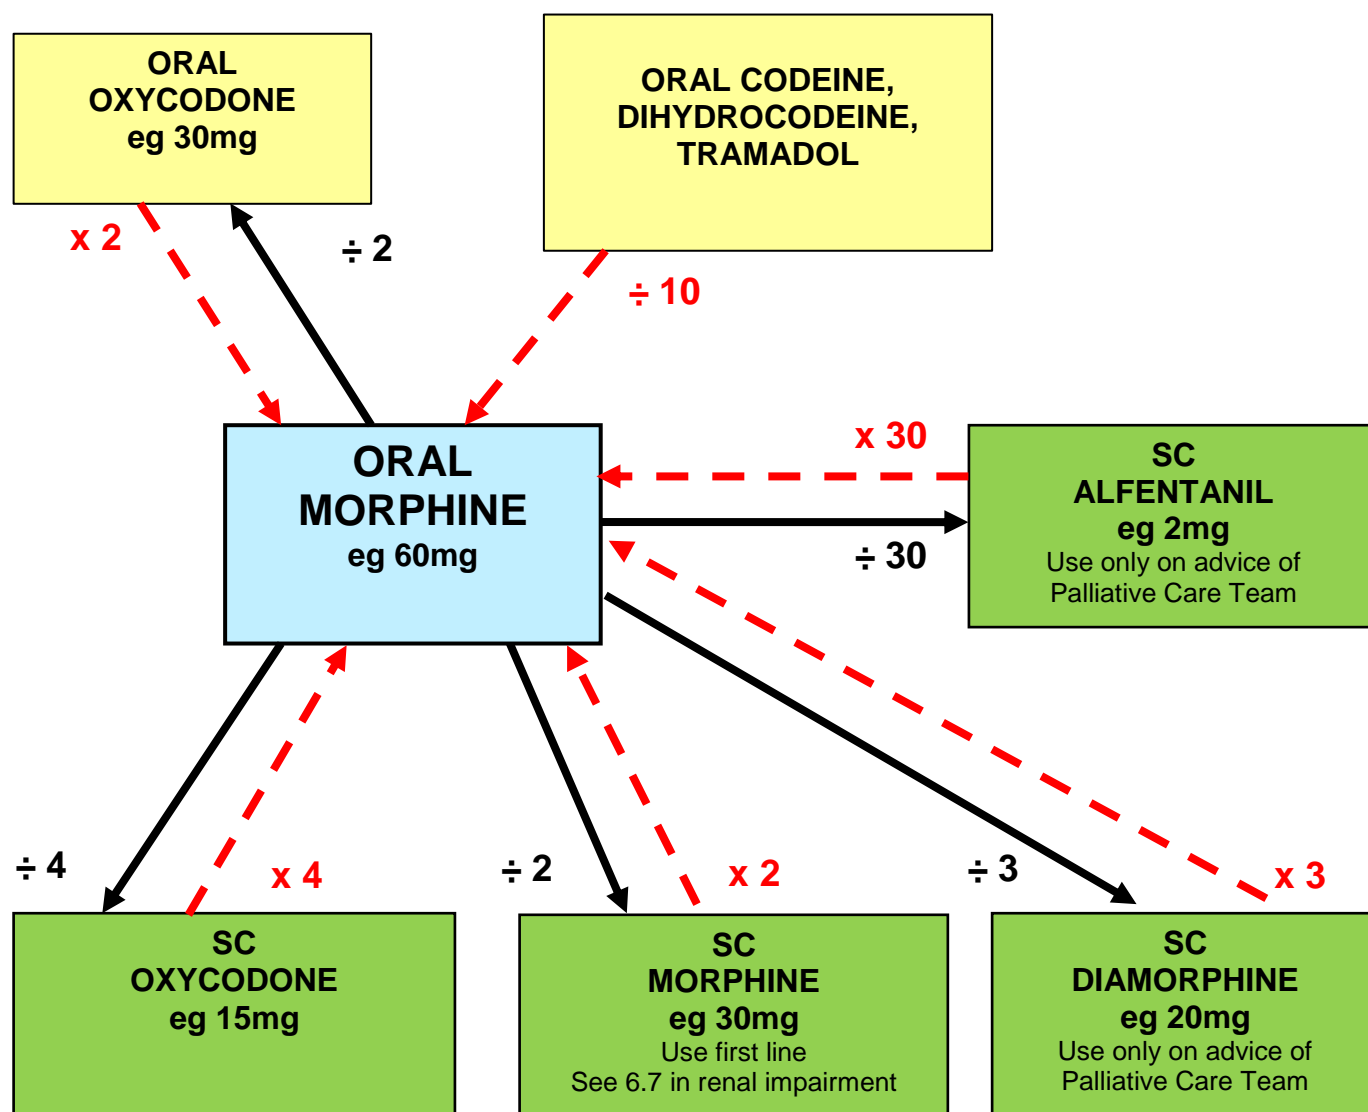 ORAL
OXYCODONE
eg 30mg
ORAL CODEINE,
DIHYDROCODEINE,
TRAMADOL
x 2
÷ 2
÷ 10
ORAL
MORPHINE
eg 60mg
x 30
÷ 30
SC
ALFENTANIL
eg 2mg
Use only on advice of
Palliative Care Team
÷ 4
x 4
÷ 2
x 2
÷ 3
x 3
SC
OXYCODONE
eg 15mg
SC
MORPHINE
eg 30mg
Use first line
See 6.7 in renal impairment
SC
DIAMORPHINE
eg 20mg
Use only on advice of
Palliative Care Team